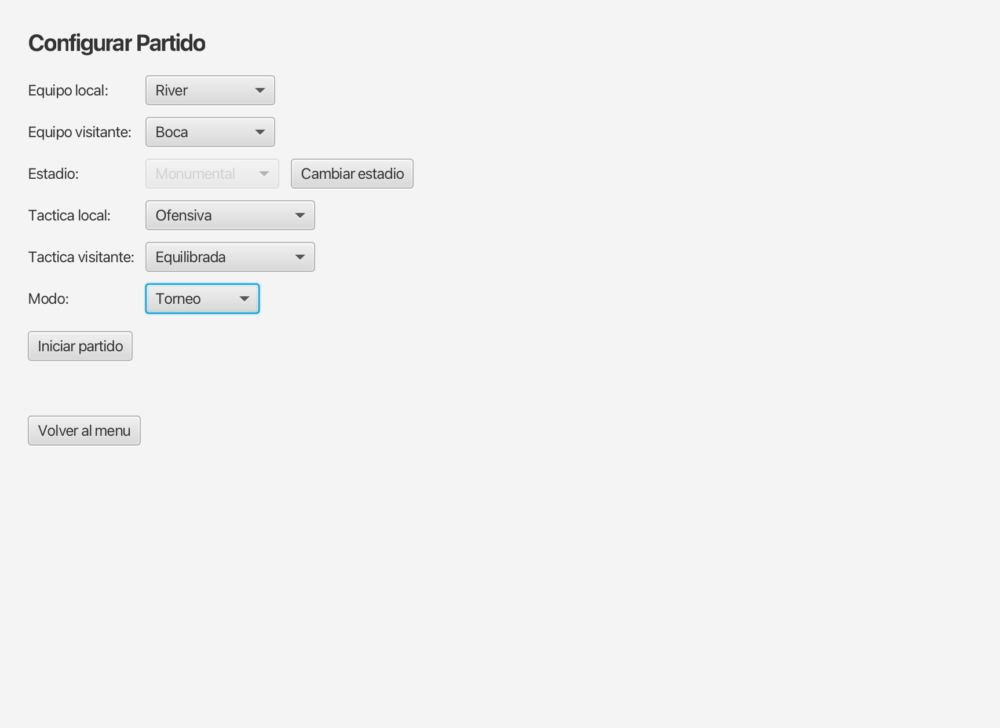 Configurar Partido
Equipo local: River
Equipo visitante: Boca
Estadio: Monumental Cambiar estadio
Tactica local: Ofensiva
Tactica visitante: Equilibrada
Modo: Torneo
Iniciar partido
Volver al menu